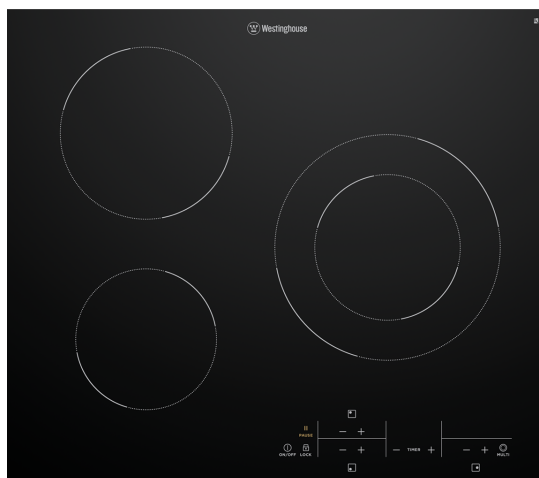 Westinghouse
PAUSE
ON/OFF LOCK
− + 
− + − TIMER + − + MULTI